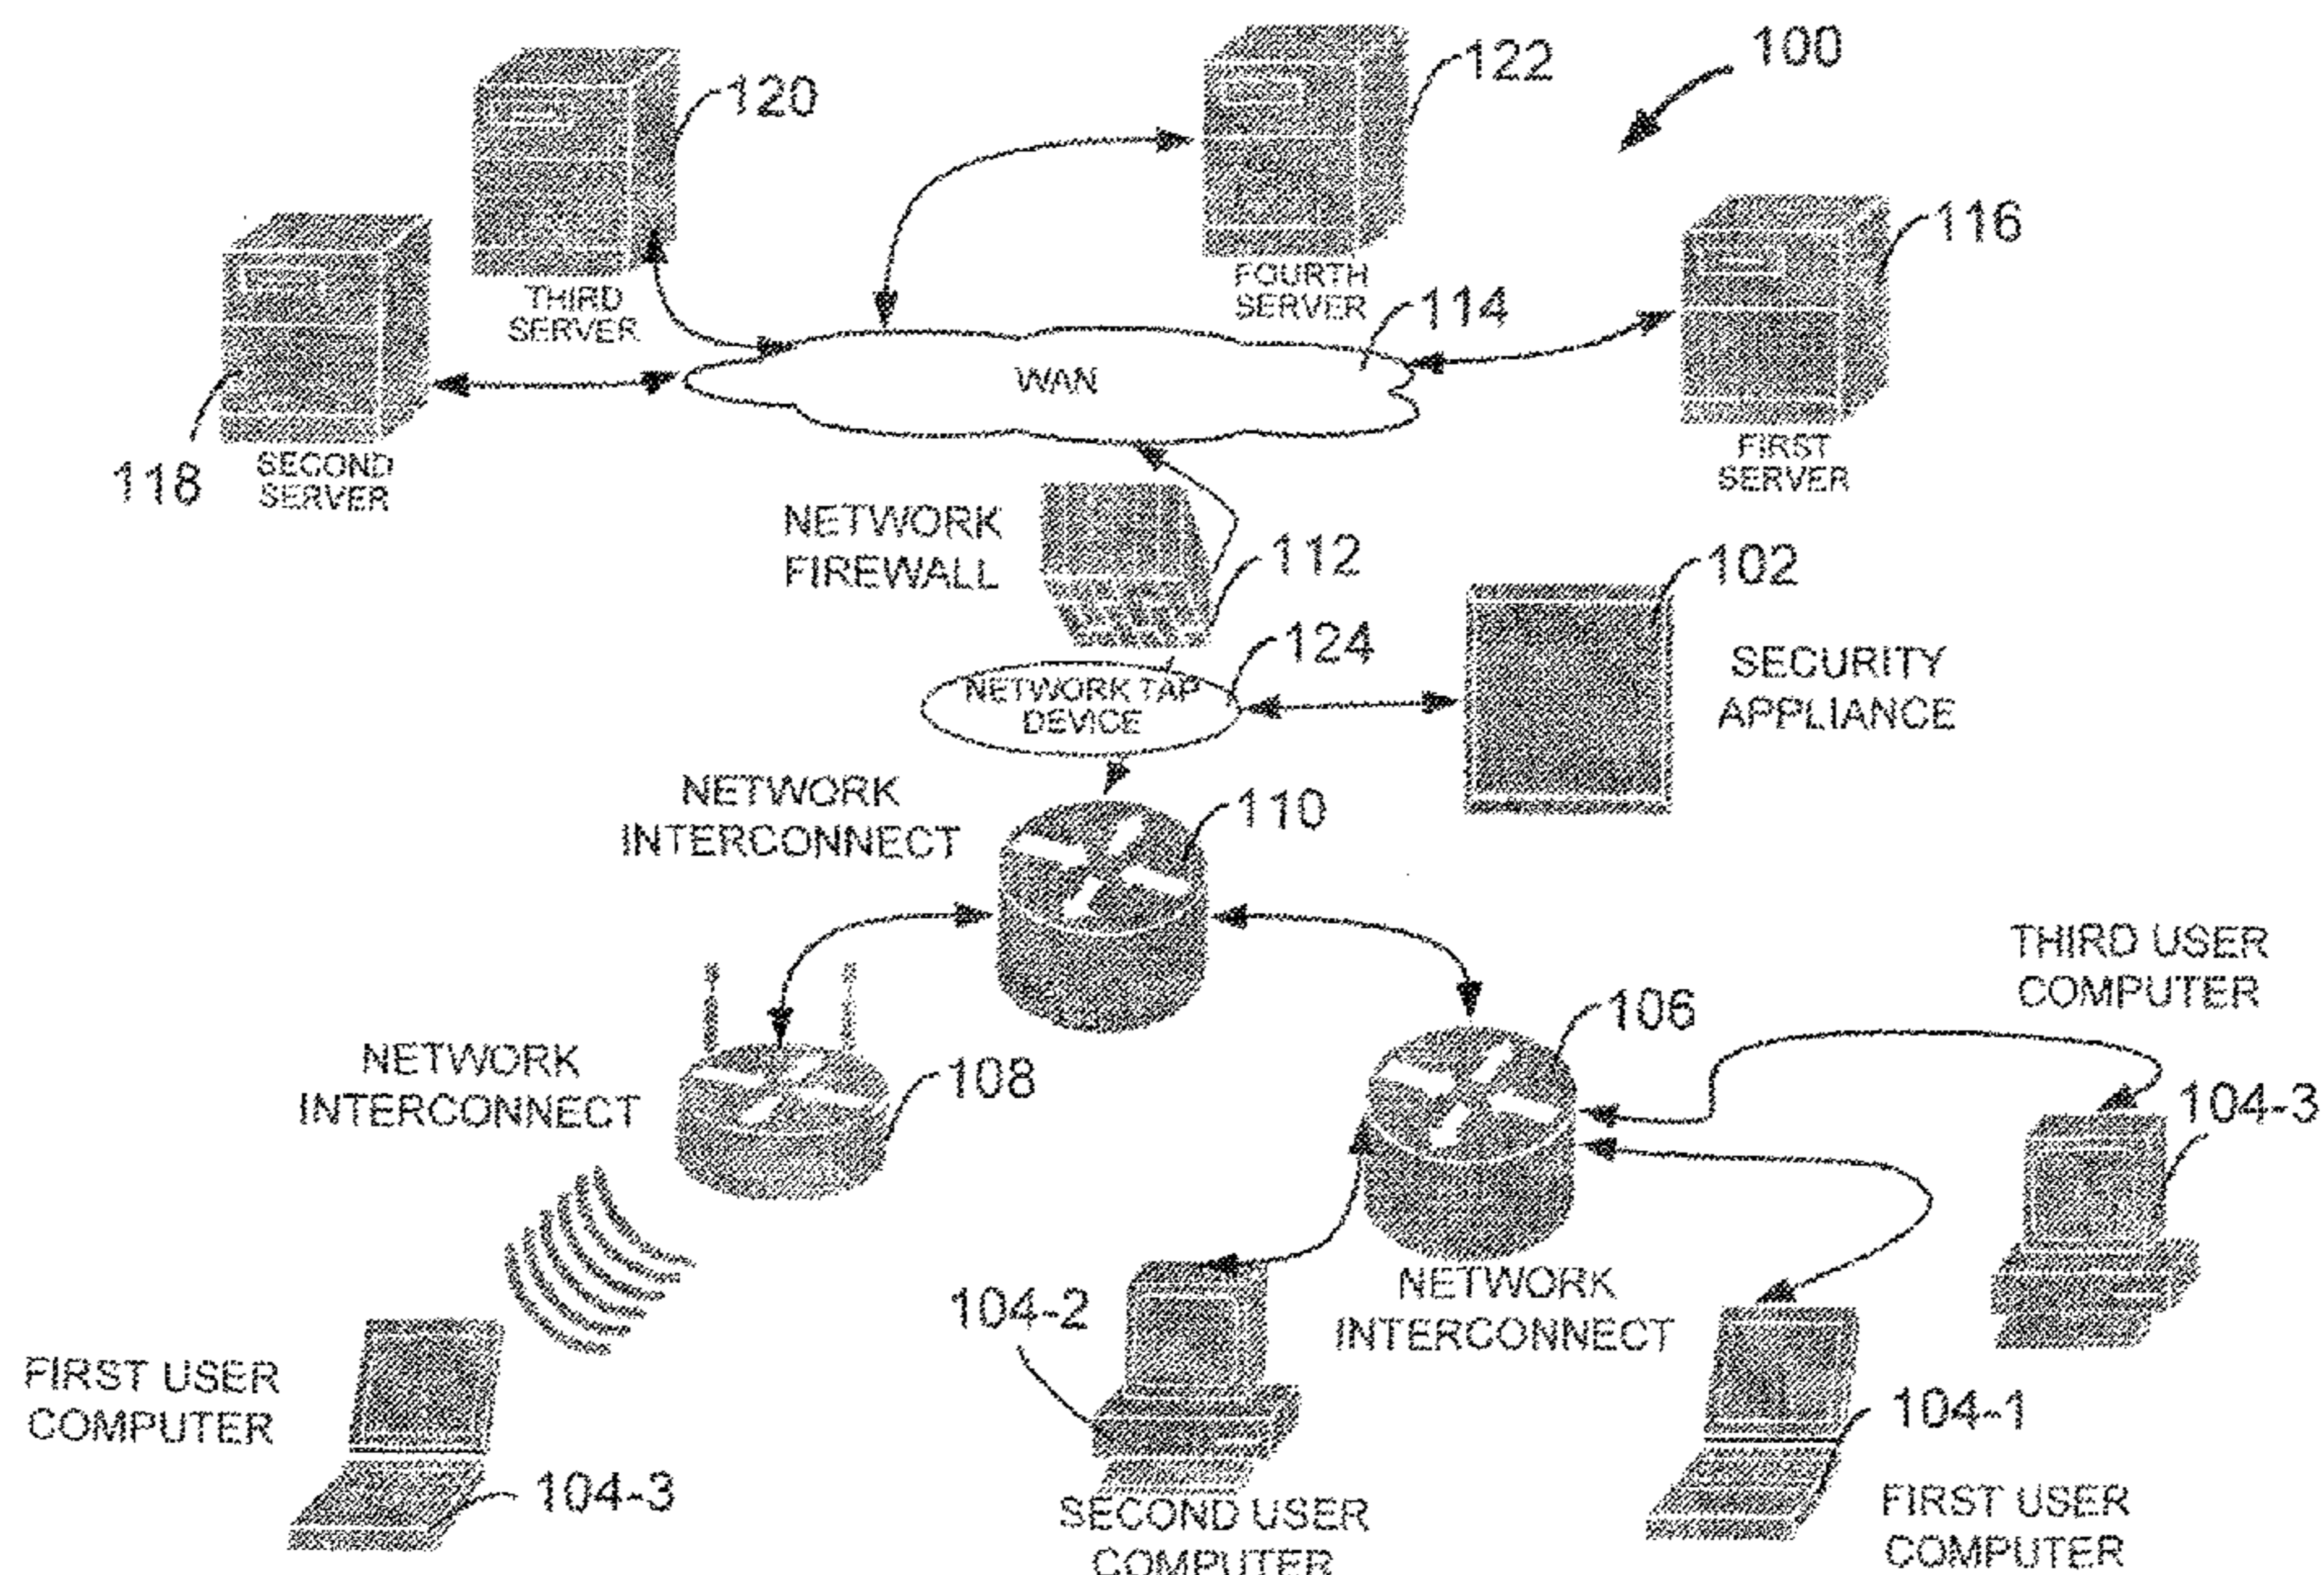 100
122
120
116
THIRD
SERVER
FOURTH
SERVER
114
WAN
118
SECOND
SERVER
FIRST
SERVER
NETWORK
FIREWALL
112
102
124
NETWORK TAP
DEVICE
SECURITY
APPLIANCE
NETWORK
INTERCONNECT
110
THIRD USER
COMPUTER
106
NETWORK
INTERCONNECT
108
104-3
NETWORK
INTERCONNECT
104-2
FIRST USER
COMPUTER
104-3
104-1
SECOND USER
COMPUTER
FIRST USER
COMPUTER